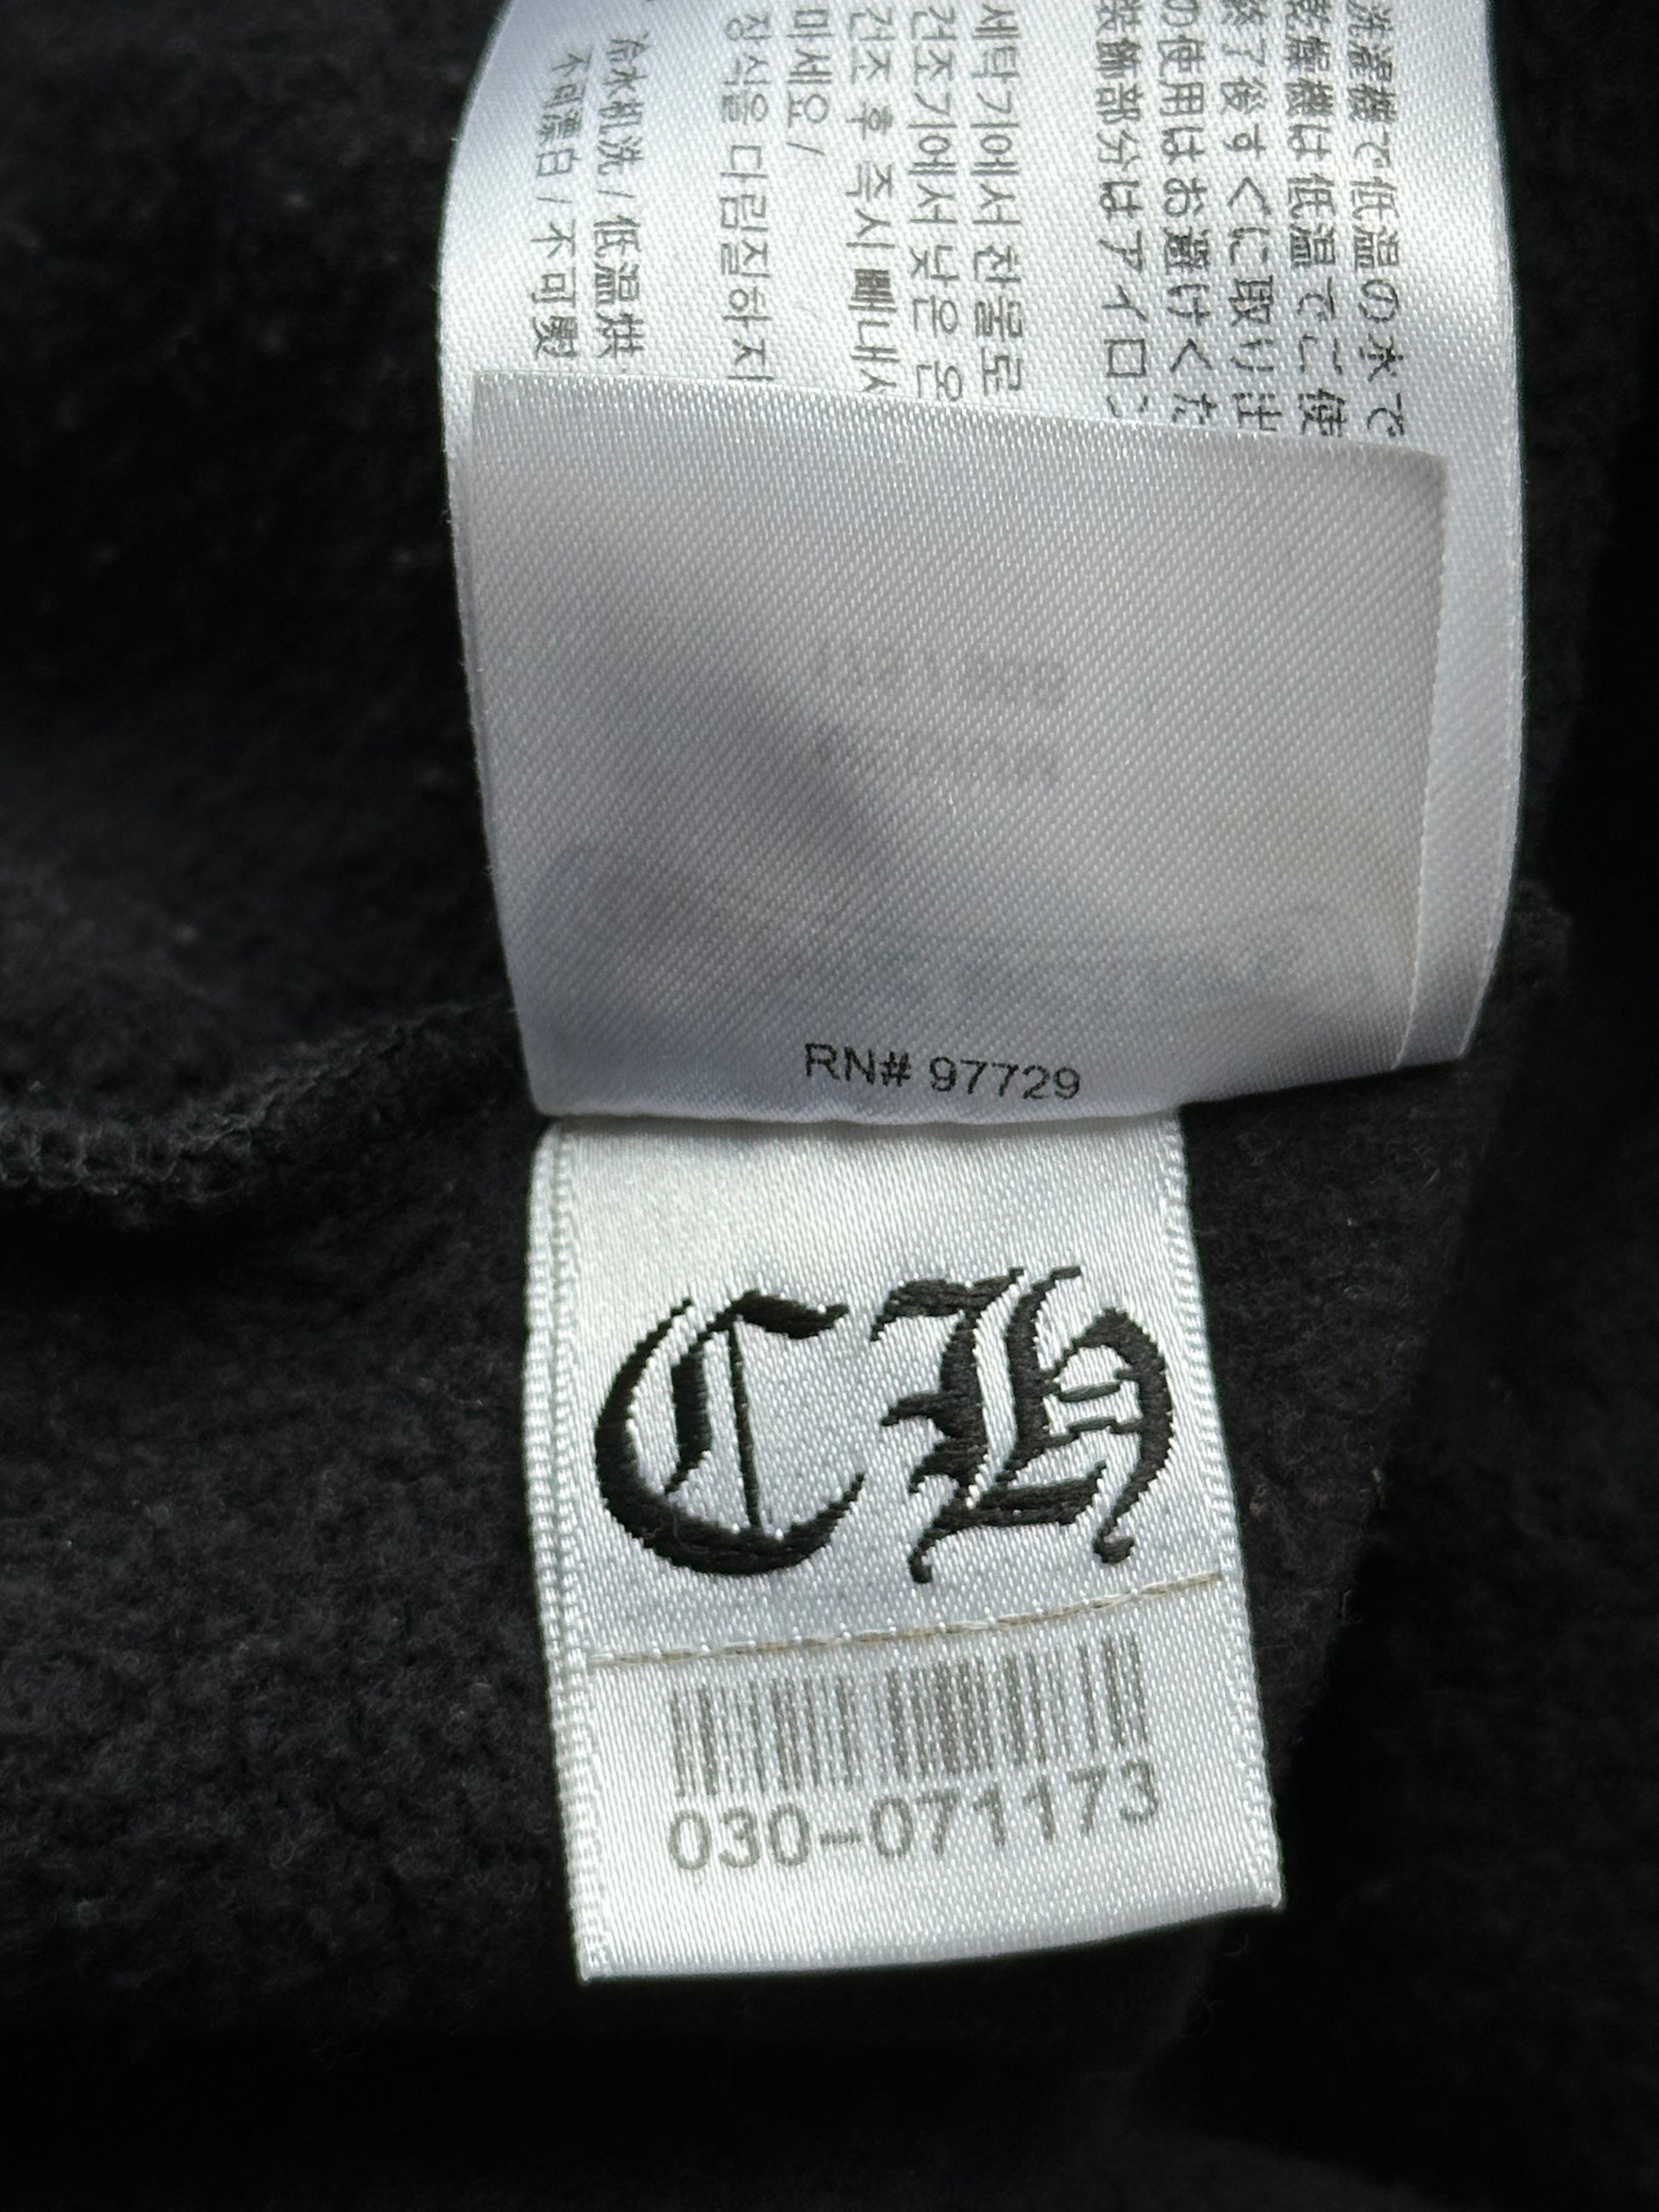 洗濯機で低温の水で
乾燥機は低温でご使
終了後すぐに取り出
の使用はお避けくた
装飾部分はアイロン
세탁기에서 찬물로
건조기에서 낮은 온
건조 후 즉시 빼내시
마세요 /
장식을 다림질하지
冷水机洗 / 低温烘
不可漂白 / 不可熨
RN# 97729
CH
030-071173